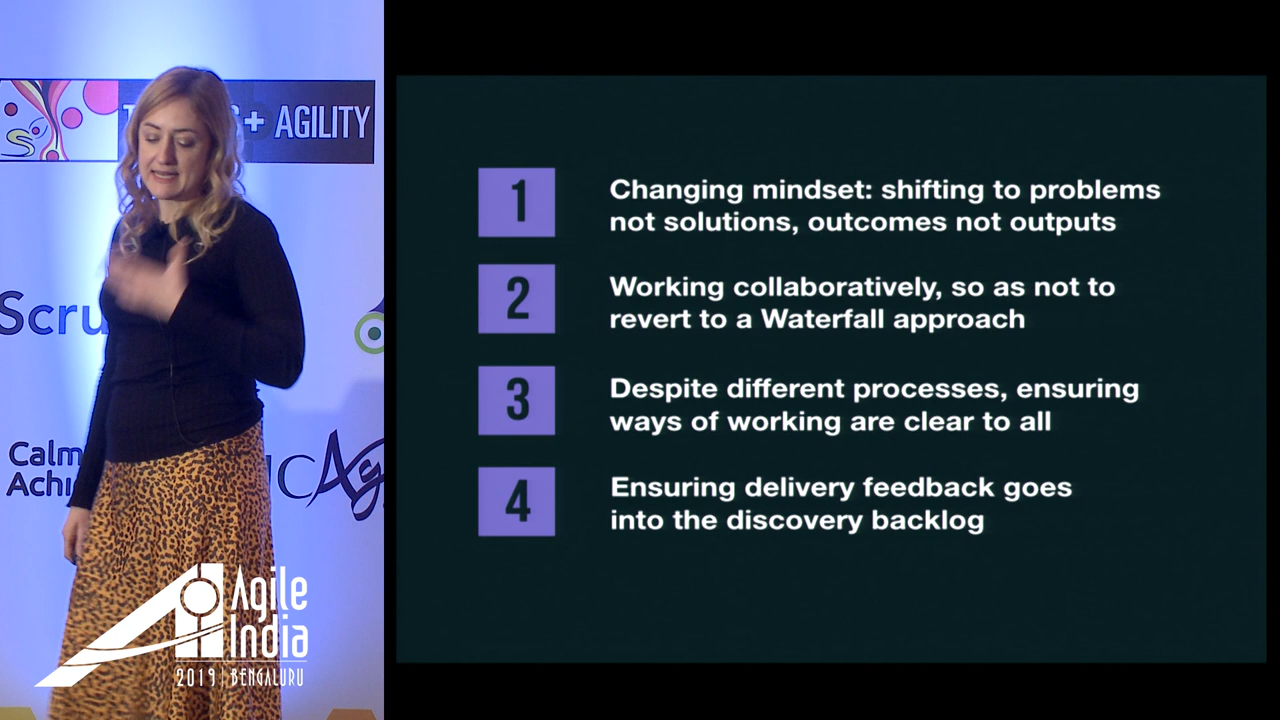 + AGILITY
Scru
Calm
Achi
Agile
India
2019 | BENGALURU
1
Changing mindset: shifting to problems
not solutions, outcomes not outputs
2
Working collaboratively, so as not to
revert to a Waterfall approach
3
Despite different processes, ensuring
ways of working are clear to all
4
Ensuring delivery feedback goes
into the discovery backlog